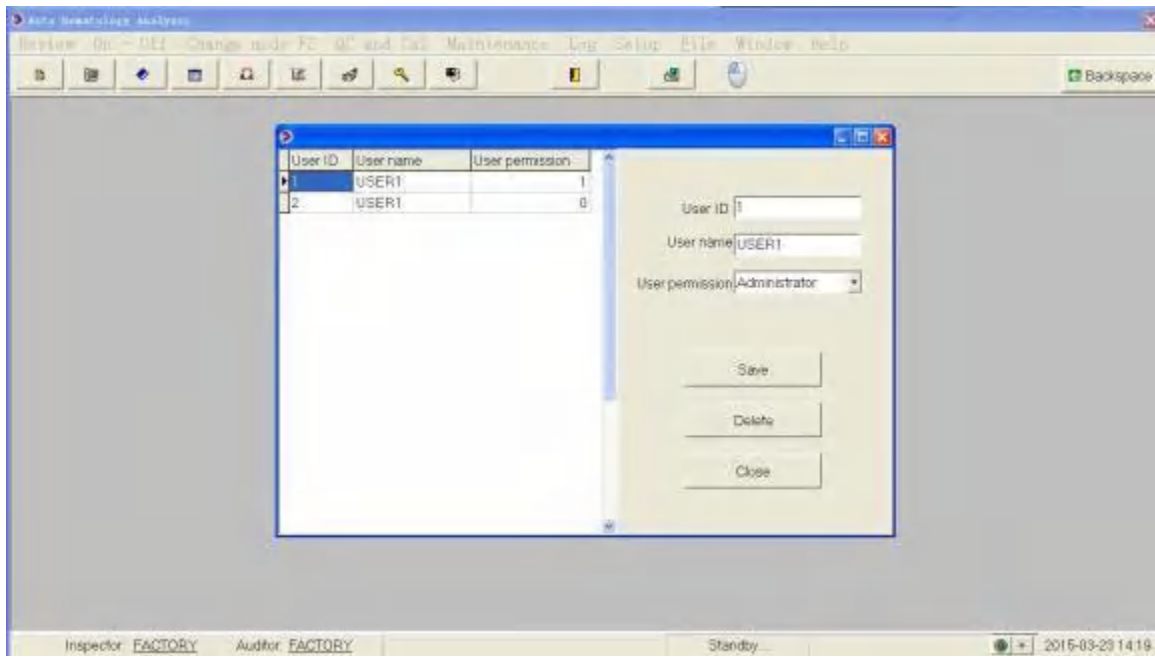 Auto Hematology Analyzer
Review On - Off Change mode FC QC and Cal Maintenance Log Setup File Window Help
Backspace
User ID User name User permission
1 USER1 1
2 USER1 0
User ID 1
User name USER1
User permission Administrator
Save
Delete
Close
Inspector: FACTORY Auditor: FACTORY Standby... 2015-03-23 14:19